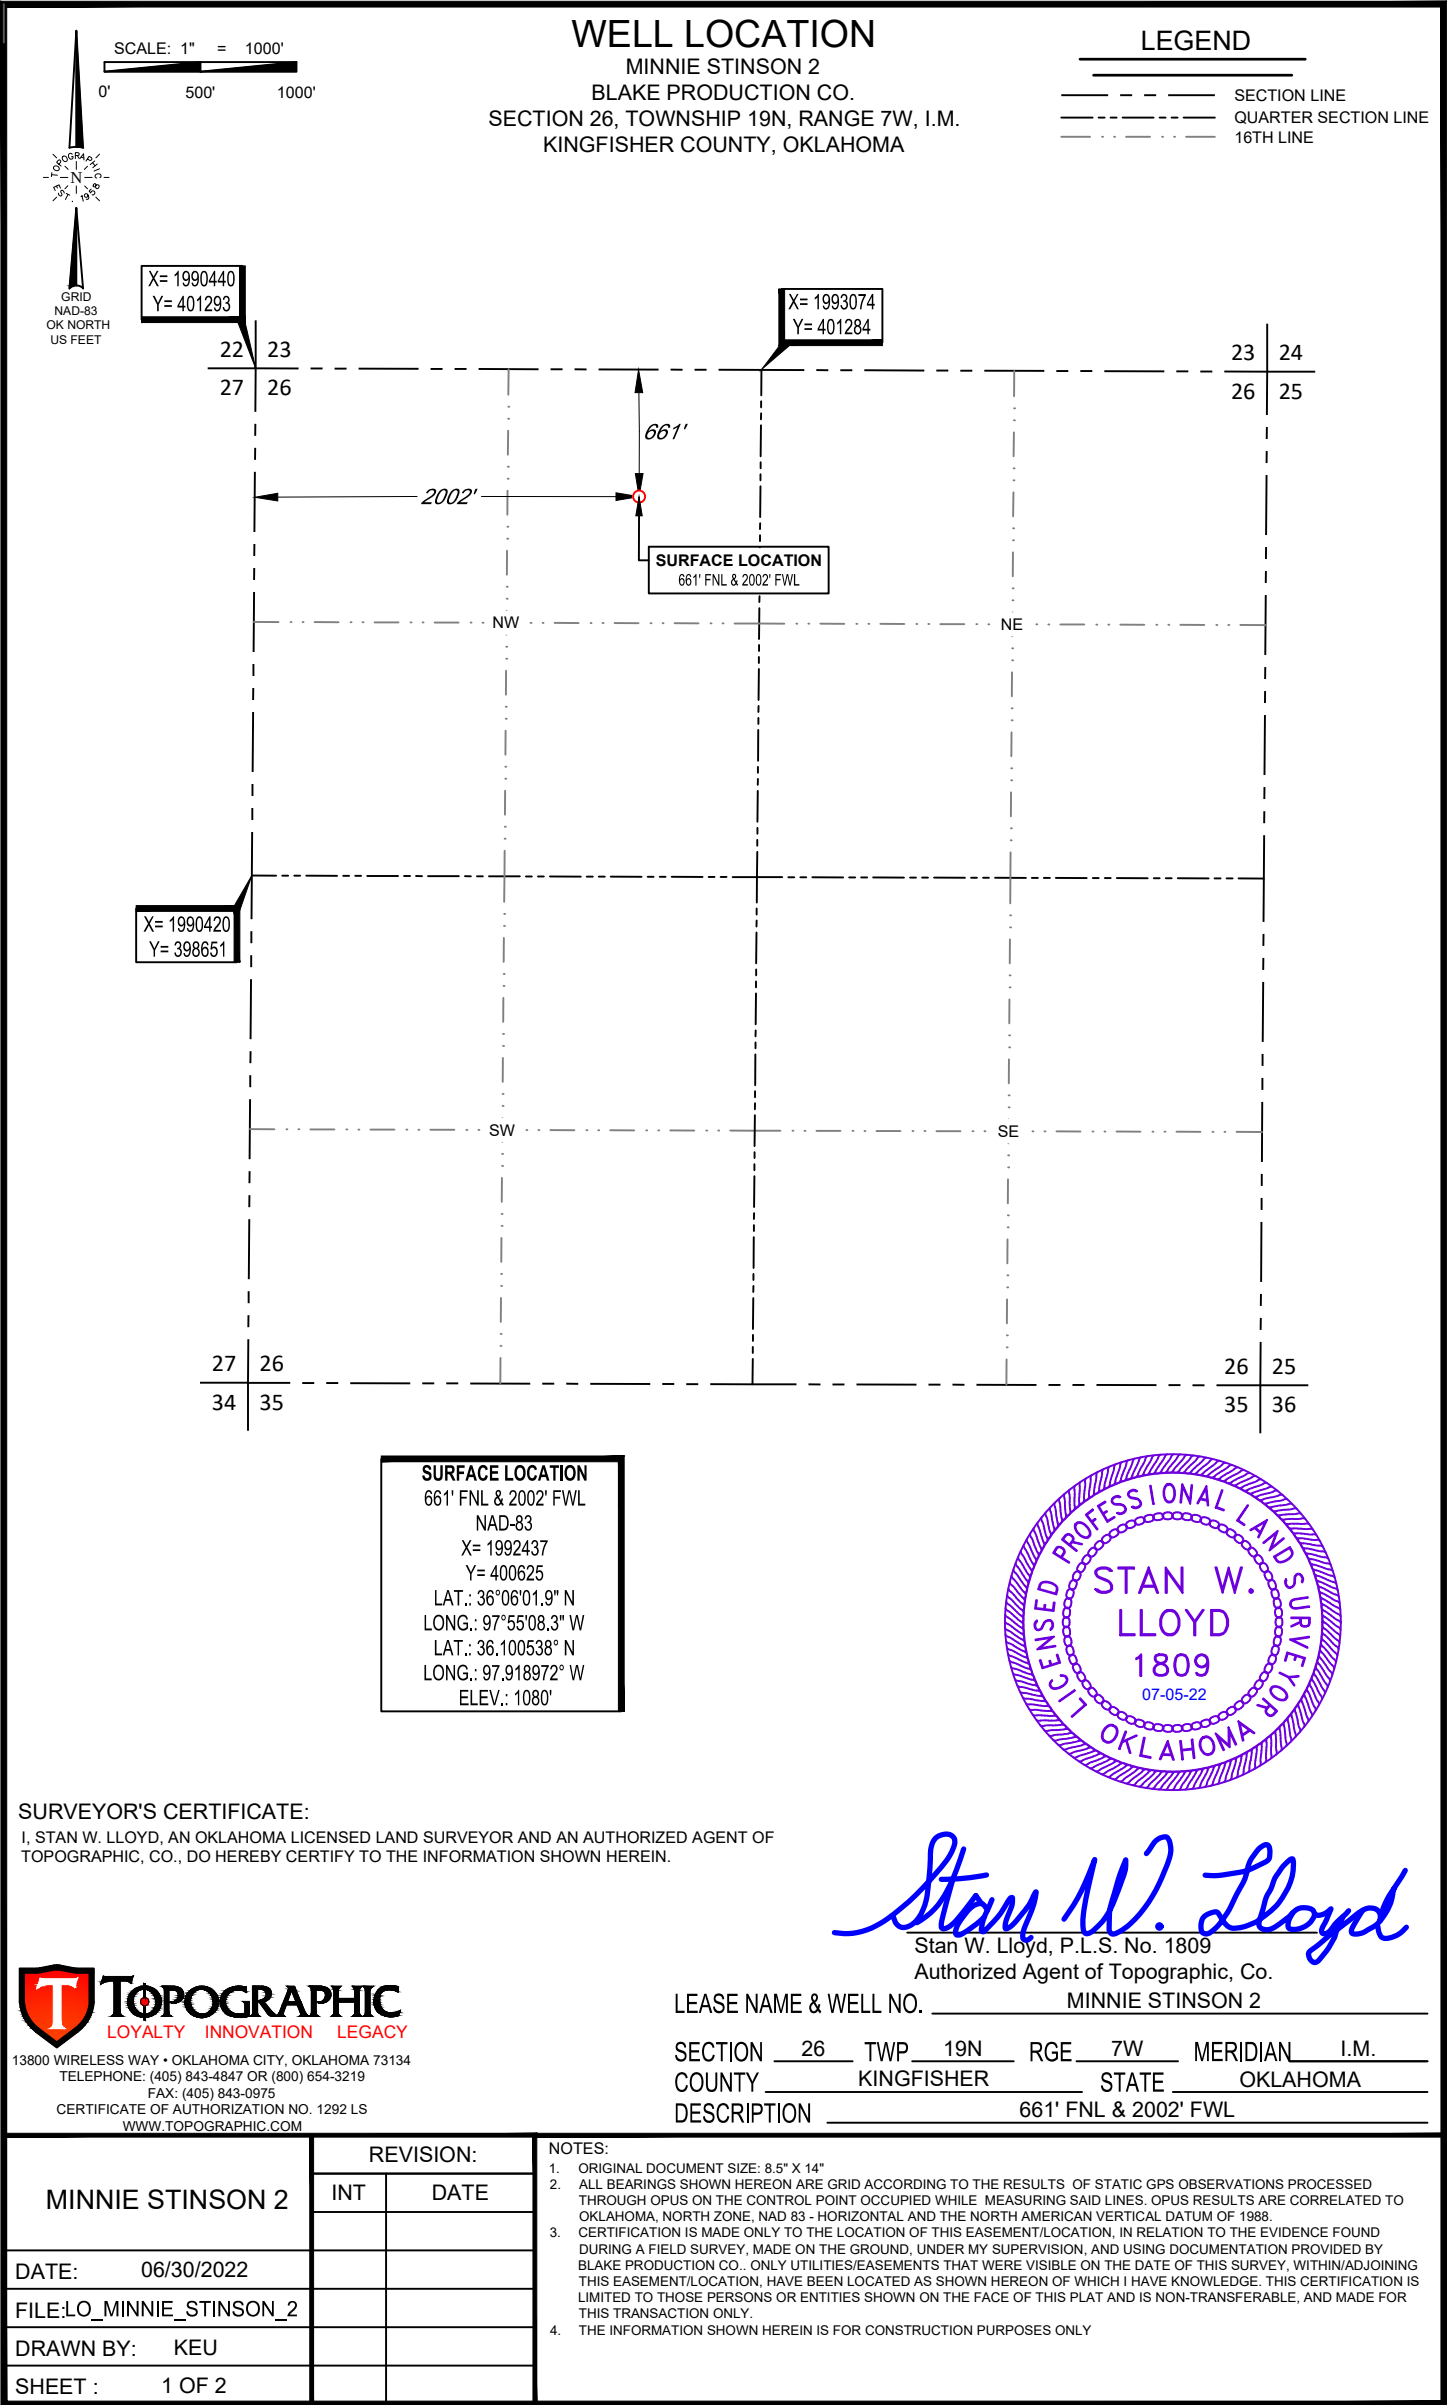 WELL LOCATION
MINNIE STINSON 2
BLAKE PRODUCTION CO.
SECTION 26, TOWNSHIP 19N, RANGE 7W, I.M.
KINGFISHER COUNTY, OKLAHOMA
SCALE: 1" = 1000'
0' 500' 1000'
LEGEND
SECTION LINE
QUARTER SECTION LINE
16TH LINE
TOPOGRAPHIC
N
EST. 1958
GRID
NAD-83
OK NORTH
US FEET
X= 1990440
Y= 401293
X= 1993074
Y= 401284
22 23
27 26
23 24
26 25
661'
2002'
SURFACE LOCATION
661' FNL & 2002' FWL
NW
NE
X= 1990420
Y= 398651
SW
SE
27 26
34 35
26 25
35 36
SURFACE LOCATION
661' FNL & 2002' FWL
NAD-83
X= 1992437
Y= 400625
LAT.: 36°06'01.9" N
LONG.: 97°55'08.3" W
LAT.: 36.100538° N
LONG.: 97.918972° W
ELEV.: 1080'
LICENSED PROFESSIONAL LAND SURVEYOR
STAN W.
LLOYD
1809
07-05-22
OKLAHOMA
SURVEYOR'S CERTIFICATE:
I, STAN W. LLOYD, AN OKLAHOMA LICENSED LAND SURVEYOR AND AN AUTHORIZED AGENT OF
TOPOGRAPHIC, CO., DO HEREBY CERTIFY TO THE INFORMATION SHOWN HEREIN.
Stan W. Lloyd
Stan W. Lloyd, P.L.S. No. 1809
Authorized Agent of Topographic, Co.
T TOPOGRAPHIC
LOYALTY INNOVATION LEGACY
13800 WIRELESS WAY • OKLAHOMA CITY, OKLAHOMA 73134
TELEPHONE: (405) 843-4847 OR (800) 654-3219
FAX: (405) 843-0975
CERTIFICATE OF AUTHORIZATION NO. 1292 LS
WWW.TOPOGRAPHIC.COM
LEASE NAME & WELL NO. MINNIE STINSON 2
SECTION 26 TWP 19N RGE 7W MERIDIAN I.M.
COUNTY KINGFISHER STATE OKLAHOMA
DESCRIPTION 661' FNL & 2002' FWL
MINNIE STINSON 2
DATE: 06/30/2022
FILE:LO_MINNIE_STINSON_2
DRAWN BY: KEU
SHEET : 1 OF 2
REVISION:
INT DATE
NOTES:
1. ORIGINAL DOCUMENT SIZE: 8.5" X 14"
2. ALL BEARINGS SHOWN HEREON ARE GRID ACCORDING TO THE RESULTS OF STATIC GPS OBSERVATIONS PROCESSED
THROUGH OPUS ON THE CONTROL POINT OCCUPIED WHILE MEASURING SAID LINES. OPUS RESULTS ARE CORRELATED TO
OKLAHOMA, NORTH ZONE, NAD 83 - HORIZONTAL AND THE NORTH AMERICAN VERTICAL DATUM OF 1988.
3. CERTIFICATION IS MADE ONLY TO THE LOCATION OF THIS EASEMENT/LOCATION, IN RELATION TO THE EVIDENCE FOUND
DURING A FIELD SURVEY, MADE ON THE GROUND, UNDER MY SUPERVISION, AND USING DOCUMENTATION PROVIDED BY
BLAKE PRODUCTION CO.. ONLY UTILITIES/EASEMENTS THAT WERE VISIBLE ON THE DATE OF THIS SURVEY, WITHIN/ADJOINING
THIS EASEMENT/LOCATION, HAVE BEEN LOCATED AS SHOWN HEREON OF WHICH I HAVE KNOWLEDGE. THIS CERTIFICATION IS
LIMITED TO THOSE PERSONS OR ENTITIES SHOWN ON THE FACE OF THIS PLAT AND IS NON-TRANSFERABLE, AND MADE FOR
THIS TRANSACTION ONLY.
4. THE INFORMATION SHOWN HEREIN IS FOR CONSTRUCTION PURPOSES ONLY